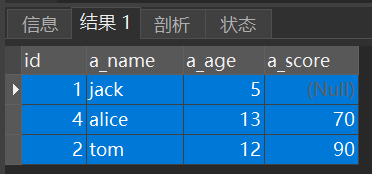 信息 结果 1 剖析 状态
id a_name a_age a_score
1 jack 5 (Null)
4 alice 13 70
2 tom 12 90